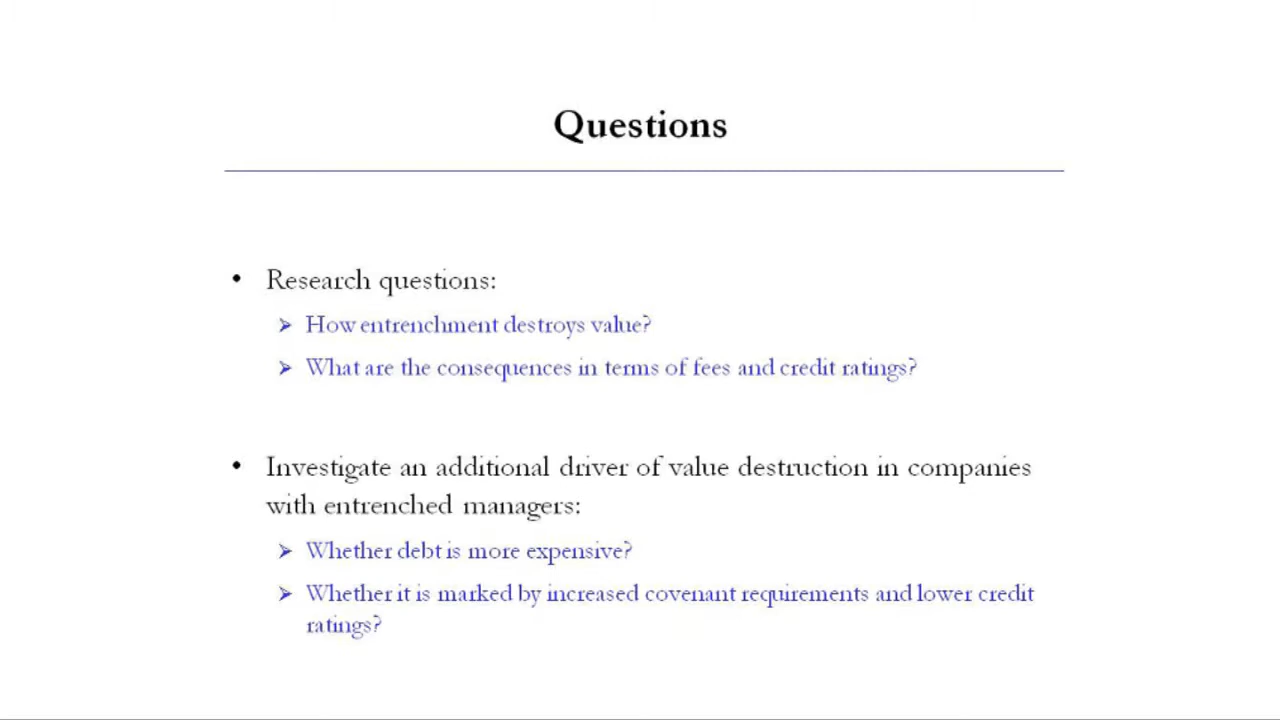 Questions
• Research questions:
➢ How entrenchment destroys value?
➢ What are the consequences in terms of fees and credit ratings?
• Investigate an additional driver of value destruction in companies
with entrenched managers:
➢ Whether debt is more expensive?
➢ Whether it is marked by increased covenant requirements and lower credit
ratings?